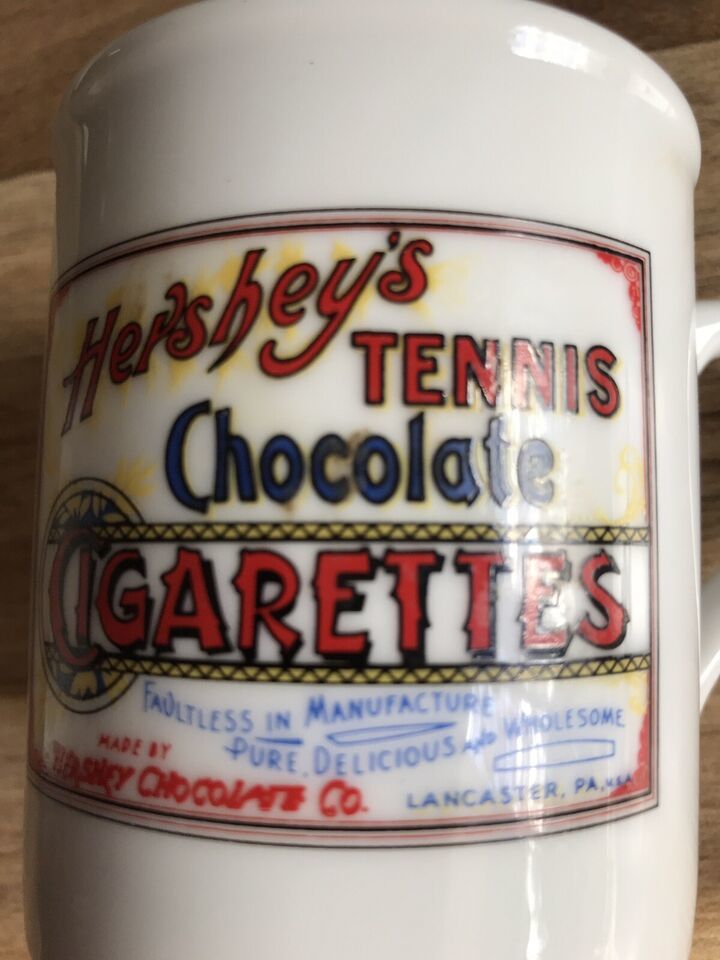 Hershey's
TENNIS
Chocolate
CIGARETTES
FAULTLESS IN MANUFACTURE
PURE, DELICIOUS AND WHOLESOME
MADE BY
HERSHEY CHOCOLATE CO.
LANCASTER, PA, USA